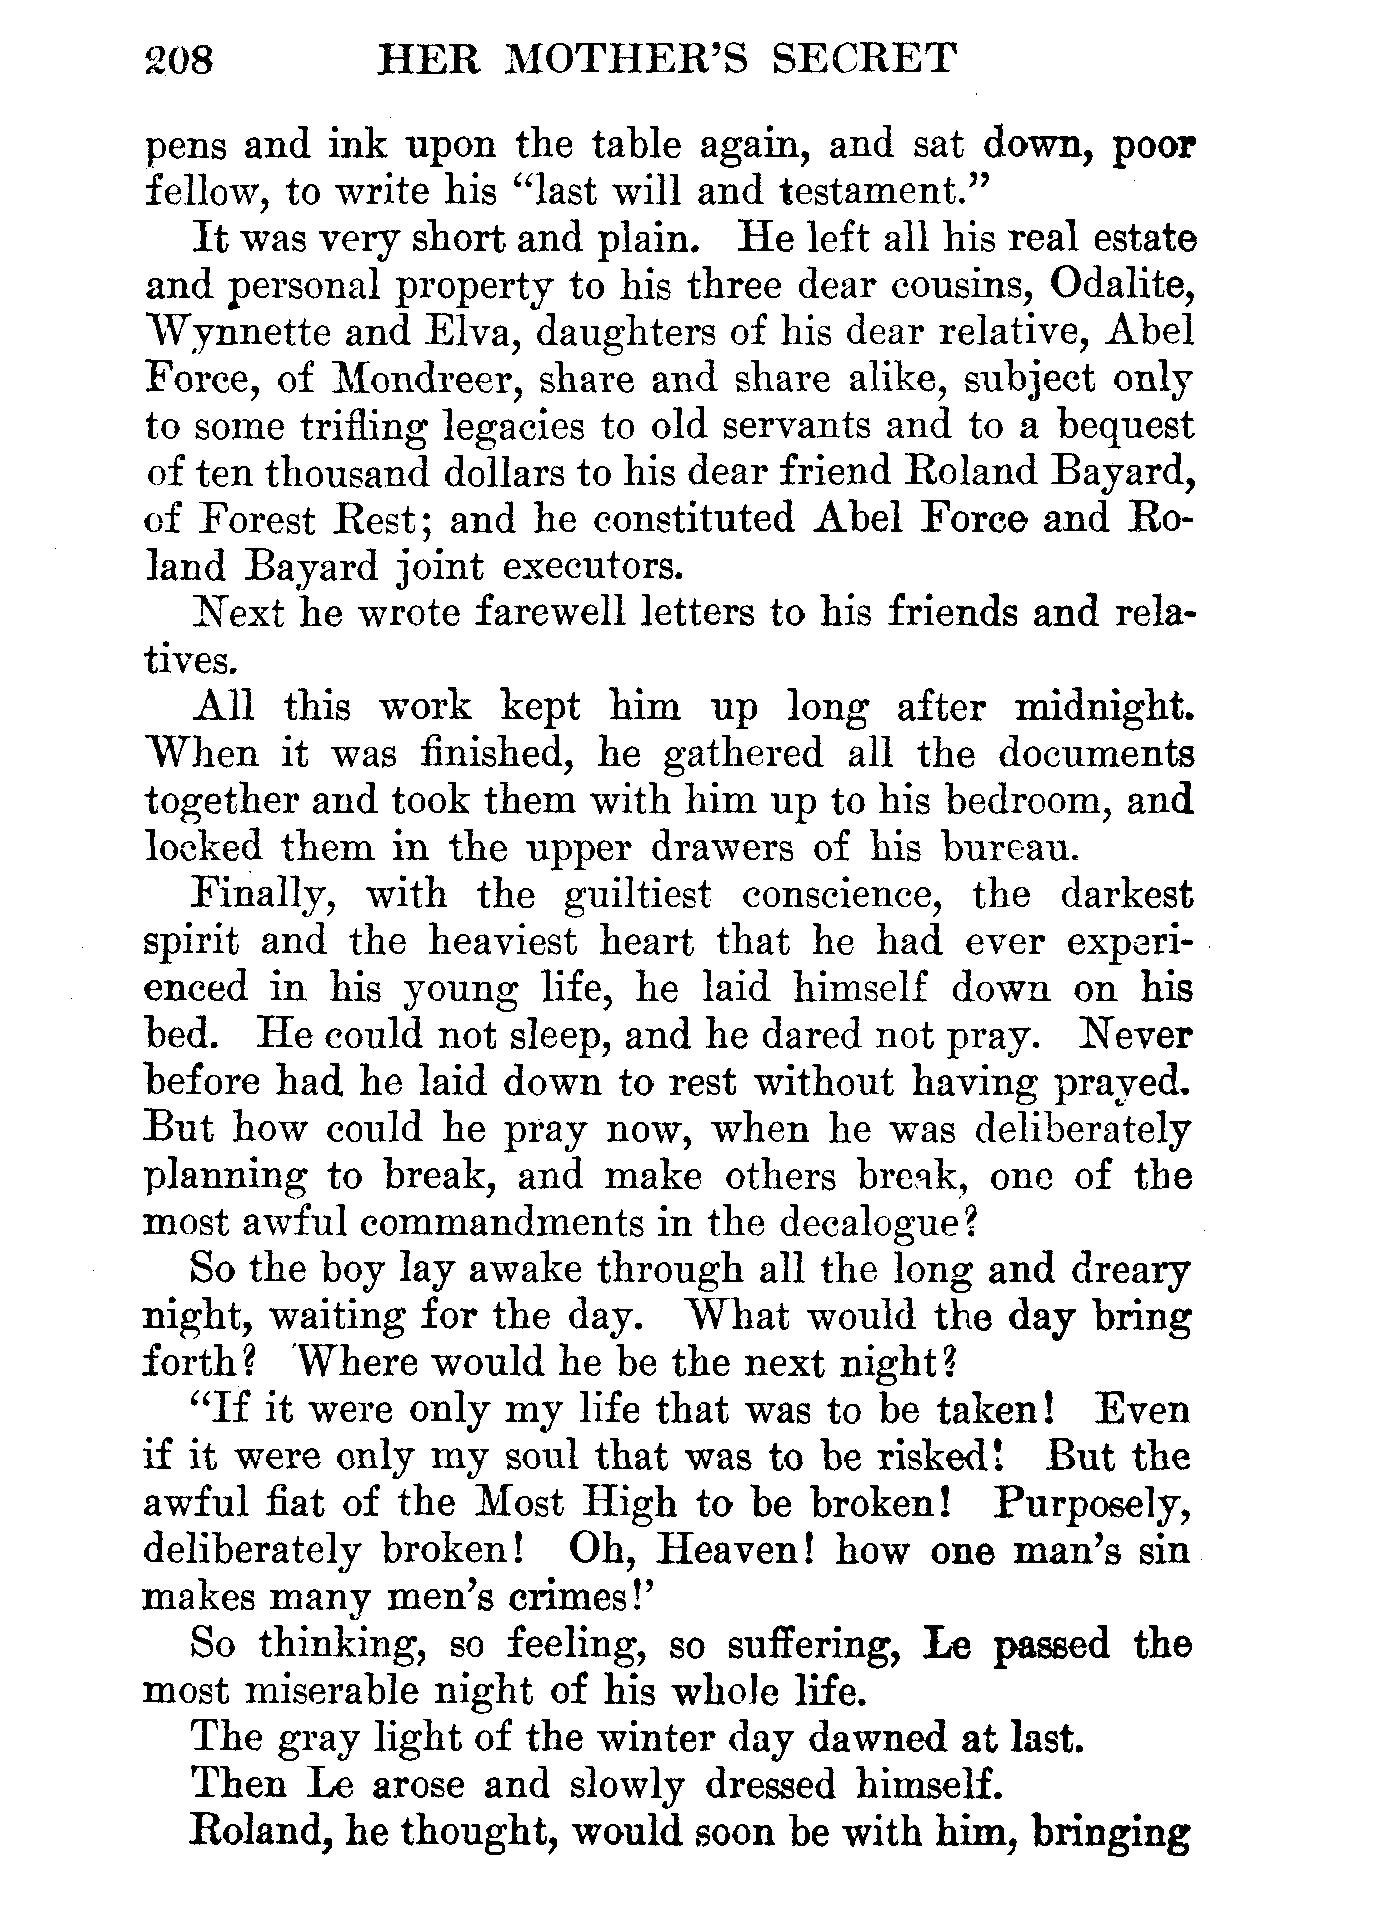 208 HER MOTHER'S SECRET
pens and ink upon the table again, and sat down, poor
fellow, to write his “last will and testament.”
It was very short and plain. He left all his real estate
and personal property to his three dear cousins, Odalite,
Wynnette and Elva, daughters of his dear relative, Abel
Force, of Mondreer, share and share alike, subject only
to some trifling legacies to old servants and to a bequest
of ten thousand dollars to his dear friend Roland Bayard,
of Forest Rest; and he constituted Abel Force and Ro-
land Bayard joint executors.
Next he wrote farewell letters to his friends and rela-
tives.
All this work kept him up long after midnight.
When it was finished, he gathered all the documents
together and took them with him up to his bedroom, and
locked them in the upper drawers of his bureau.
Finally, with the guiltiest conscience, the darkest
spirit and the heaviest heart that he had ever experi-
enced in his young life, he laid himself down on his
bed. He could not sleep, and he dared not pray. Never
before had he laid down to rest without having prayed.
But how could he pray now, when he was deliberately
planning to break, and make others break, one of the
most awful commandments in the decalogue?
So the boy lay awake through all the long and dreary
night, waiting for the day. What would the day bring
forth? Where would he be the next night?
“If it were only my life that was to be taken! Even
if it were only my soul that was to be risked! But the
awful fiat of the Most High to be broken! Purposely,
deliberately broken! Oh, Heaven! how one man's sin
makes many men's crimes!’
So thinking, so feeling, so suffering, Le passed the
most miserable night of his whole life.
The gray light of the winter day dawned at last.
Then Le arose and slowly dressed himself.
Roland, he thought, would soon be with him, bringing